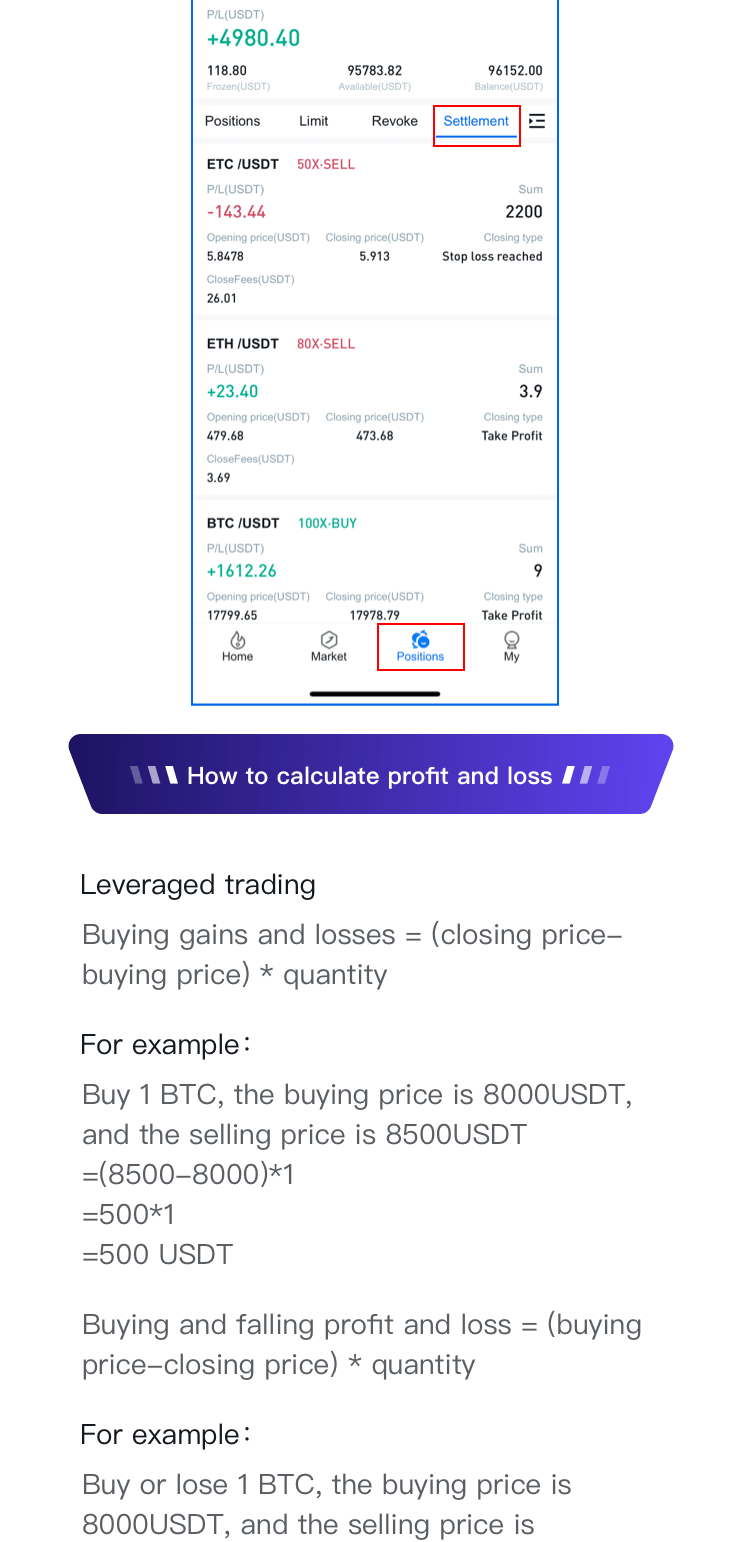 P/L(USDT)
+4980.40
118.80 95783.82 96152.00
Frozen(USDT) Available(USDT) Balance(USDT)
Positions Limit Revoke Settlement
ETC /USDT 50X·SELL
P/L(USDT) Sum
-143.44 2200
Opening price(USDT) Closing price(USDT) Closing type
5.8478 5.913 Stop loss reached
CloseFees(USDT)
26.01
ETH /USDT 80X·SELL
P/L(USDT) Sum
+23.40 3.9
Opening price(USDT) Closing price(USDT) Closing type
479.68 473.68 Take Profit
CloseFees(USDT)
3.69
BTC /USDT 100X·BUY
P/L(USDT) Sum
+1612.26 9
Opening price(USDT) Closing price(USDT) Closing type
17799.65 17978.79 Take Profit
Home Market Positions My
How to calculate profit and loss
Leveraged trading
Buying gains and losses = (closing price-
buying price) * quantity
For example:
Buy 1 BTC, the buying price is 8000USDT,
and the selling price is 8500USDT
=(8500-8000)*1
=500*1
=500 USDT
Buying and falling profit and loss = (buying
price-closing price) * quantity
For example:
Buy or lose 1 BTC, the buying price is
8000USDT, and the selling price is